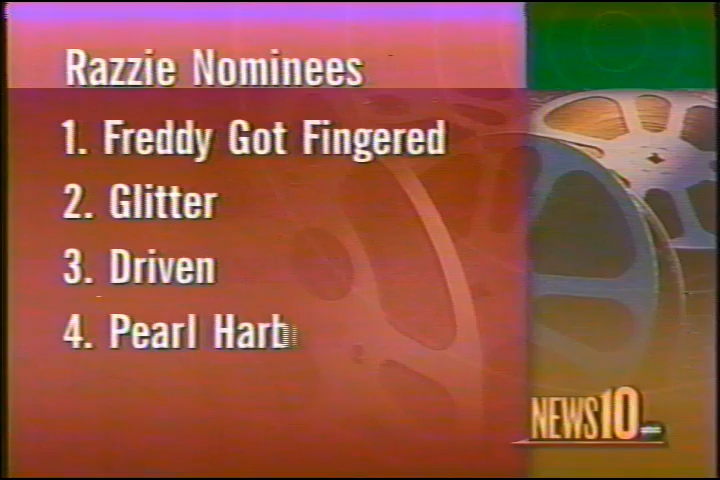 Razzie Nominees
1. Freddy Got Fingered
2. Glitter
3. Driven
4. Pearl Harb
NEWS10